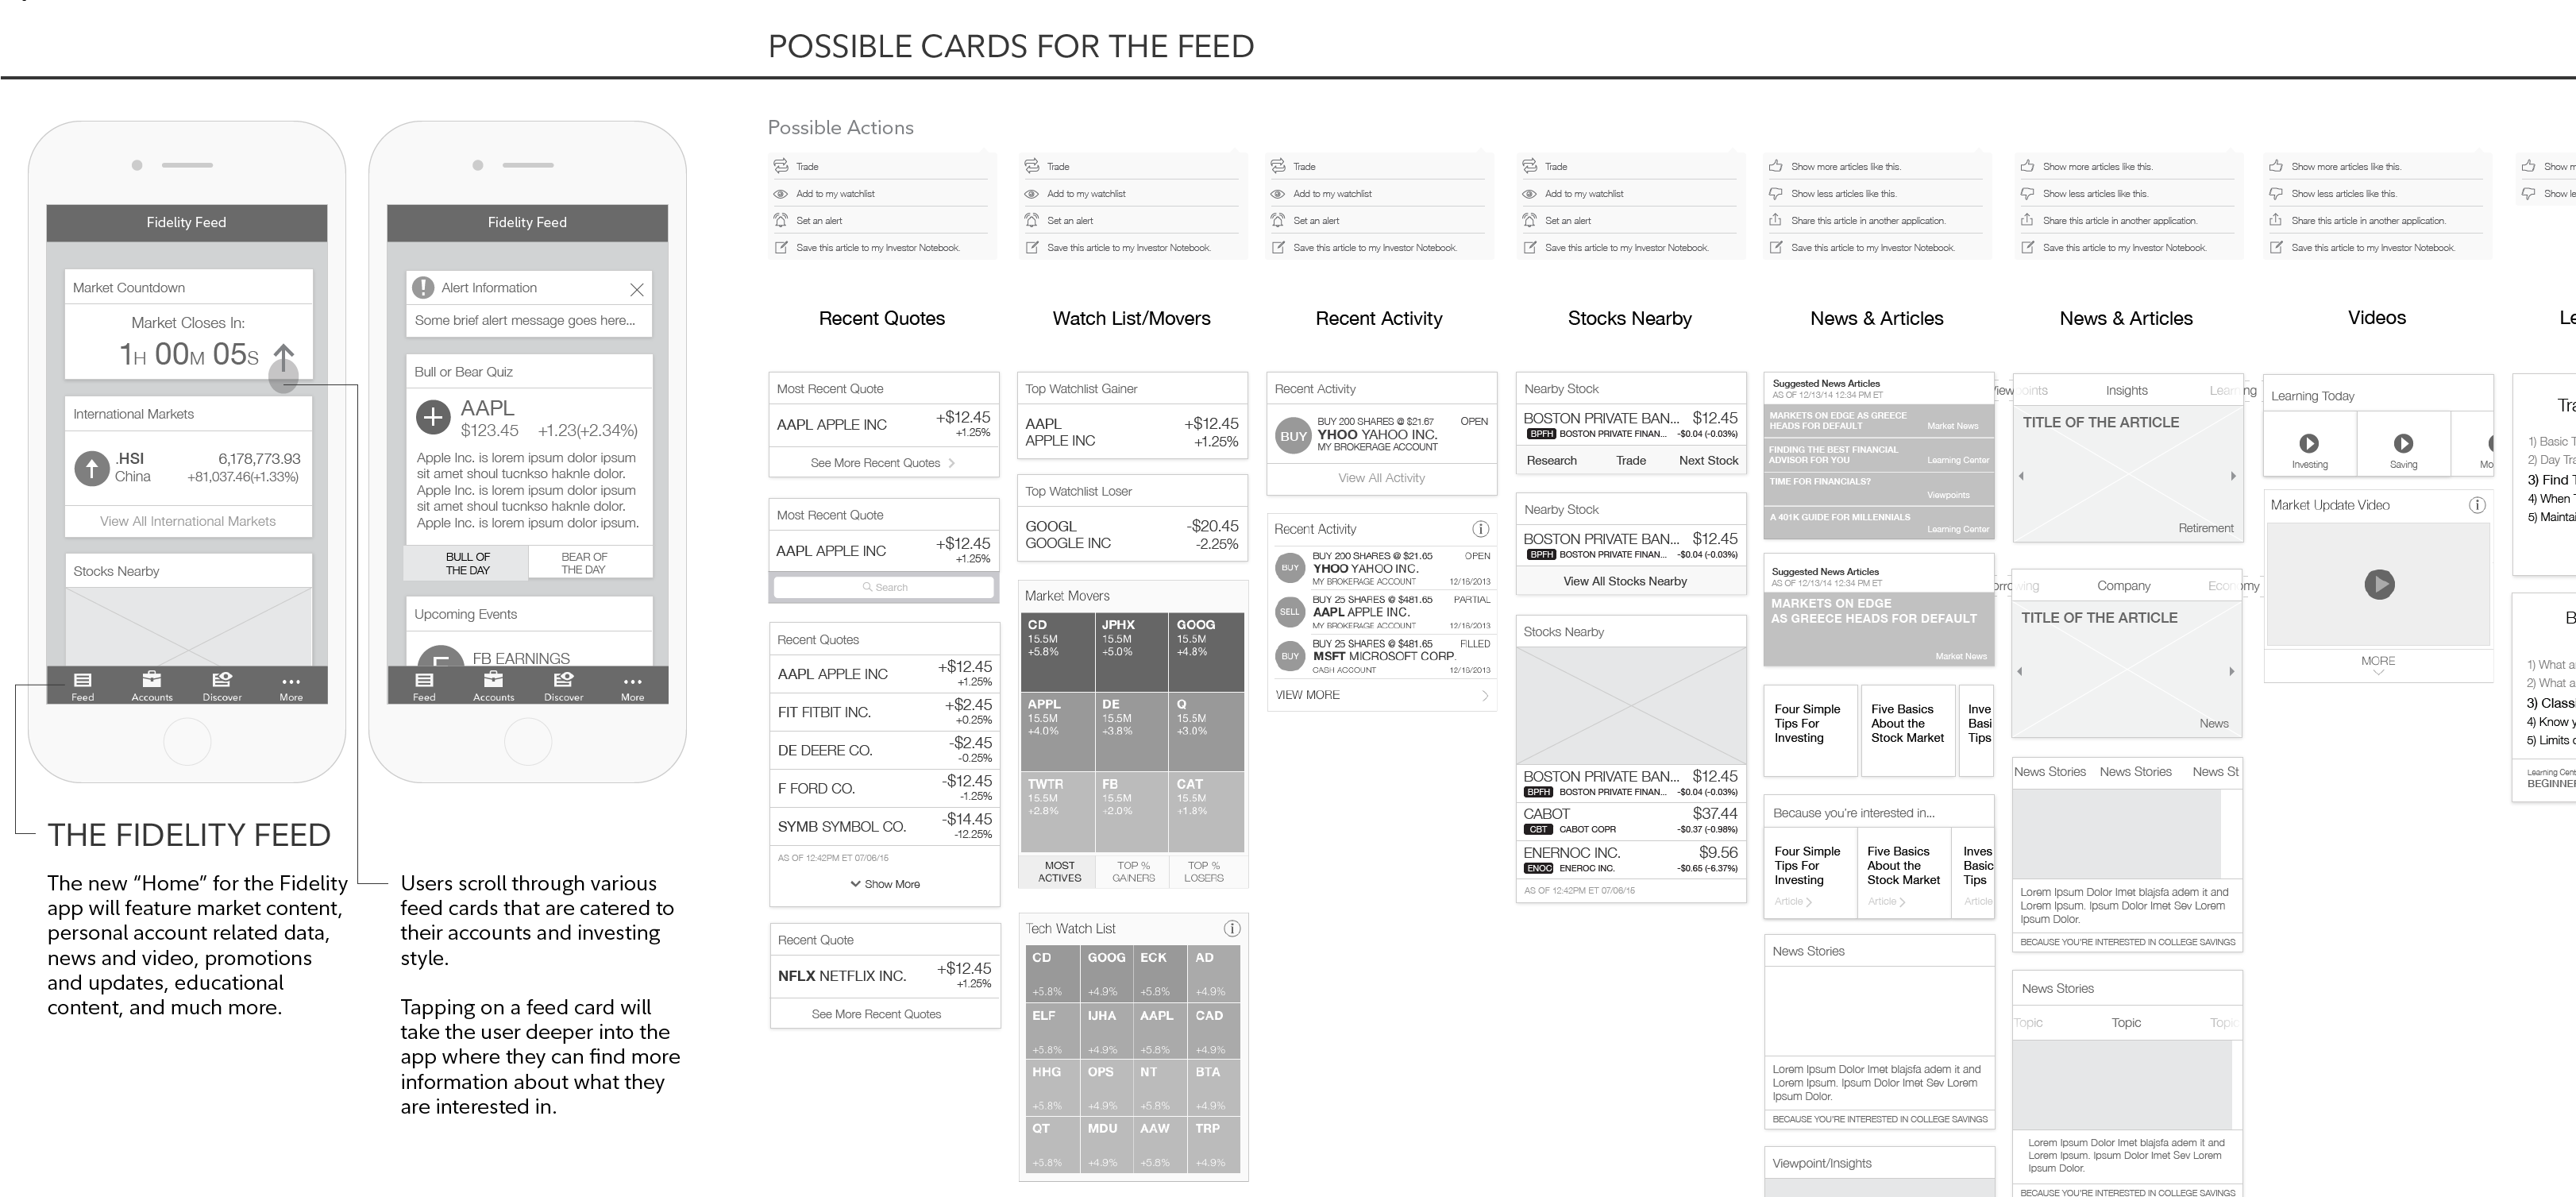 POSSIBLE CARDS FOR THE FEED
Fidelity Feed
Market Countdown
Market Closes In:
1H 00M 05S
International Markets
.HSI 6,178,773.93
China +81,037.46(+1.33%)
View All International Markets
Stocks Nearby
Feed Accounts Discover More
Fidelity Feed
Alert Information
Some brief alert message goes here...
Bull or Bear Quiz
AAPL
$123.45 +1.23(+2.34%)
Apple Inc. is lorem ipsum dolor ipsum
sit amet shoul tucnkso haknle dolor.
Apple Inc. is lorem ipsum dolor ipsum
sit amet shoul tucnkso haknle dolor.
Apple Inc. is lorem ipsum dolor ipsum.
BULL OF
THE DAY
BEAR OF
THE DAY
Upcoming Events
FB EARNINGS
Feed Accounts Discover More
THE FIDELITY FEED
The new “Home” for the Fidelity
app will feature market content,
personal account related data,
news and video, promotions
and updates, educational
content, and much more.
Users scroll through various
feed cards that are catered to
their accounts and investing
style.
Tapping on a feed card will
take the user deeper into the
app where they can find more
information about what they
are interested in.
Possible Actions
Trade
Add to my watchlist
Set an alert
Save this article to my Investor Notebook.
Recent Quotes
Most Recent Quote
AAPL APPLE INC +$12.45
+1.25%
See More Recent Quotes
Most Recent Quote
AAPL APPLE INC +$12.45
+1.25%
Search
Recent Quotes
AAPL APPLE INC +$12.45
+1.25%
FIT FITBIT INC. +$2.45
+0.25%
DE DEERE CO. -$2.45
-0.25%
F FORD CO. -$12.45
-1.25%
SYMB SYMBOL CO. -$14.45
-12.25%
AS OF 12:42PM ET 07/06/15
Show More
Recent Quote
NFLX NETFLIX INC. +$12.45
+1.25%
See More Recent Quotes
Trade
Add to my watchlist
Set an alert
Save this article to my Investor Notebook.
Watch List/Movers
Top Watchlist Gainer
AAPL +$12.45
APPLE INC +1.25%
Top Watchlist Loser
GOOGL -$20.45
GOOGLE INC -2.25%
Market Movers
CD JPHX GOOG
15.5M 15.5M 15.5M
+5.8% +5.0% +4.8%
APPL DE Q
15.5M 15.5M 15.5M
+4.0% +3.8% +3.0%
TWTR FB CAT
15.5M 15.5M 15.5M
+2.8% +2.0% +1.8%
MOST TOP % TOP %
ACTIVES GAINERS LOSERS
Tech Watch List
CD GOOG ECK AD
+5.8% +4.9% +5.8% +4.9%
ELF IJHA AAPL CAD
+5.8% +4.9% +5.8% +4.9%
HHG OPS NT BTA
+5.8% +4.9% +5.8% +4.9%
QT MDU AAW TRP
+5.8% +4.9% +5.8% +4.9%
Trade
Add to my watchlist
Set an alert
Save this article to my Investor Notebook.
Recent Activity
Recent Activity
BUY
BUY 200 SHARES @ $21.67 OPEN
YHOO YAHOO INC.
MY BROKERAGE ACCOUNT
View All Activity
Recent Activity
BUY
BUY 200 SHARES @ $21.65 OPEN
YHOO YAHOO INC.
MY BROKERAGE ACCOUNT 12/16/2013
SELL
BUY 25 SHARES @ $481.65 PARTIAL
AAPL APPLE INC.
MY BROKERAGE ACCOUNT 12/16/2013
BUY
BUY 25 SHARES @ $481.65 FILLED
MSFT MICROSOFT CORP.
CASH ACCOUNT 12/16/2013
VIEW MORE
Trade
Add to my watchlist
Set an alert
Save this article to my Investor Notebook.
Stocks Nearby
Nearby Stock
BOSTON PRIVATE BAN... $12.45
BPFH BOSTON PRIVATE FINAN... -$0.04 (-0.03%)
Research Trade Next Stock
Nearby Stock
BOSTON PRIVATE BAN... $12.45
BPFH BOSTON PRIVATE FINAN... -$0.04 (-0.03%)
View All Stocks Nearby
Stocks Nearby
BOSTON PRIVATE BAN... $12.45
BPFH BOSTON PRIVATE FINAN... -$0.04 (-0.03%)
CABOT $37.44
CBT CABOT COPR -$0.37 (-0.98%)
ENERNOC INC. $9.56
ENOC ENEROC INC. -$0.65 (-6.37%)
AS OF 12:42PM ET 07/06/15
Show more articles like this.
Show less articles like this.
Share this article in another application.
Save this article to my Investor Notebook.
News & Articles
Suggested News Articles
AS OF 12/13/14 12:34 PM ET
MARKETS ON EDGE AS GREECE
HEADS FOR DEFAULT Market News
FINDING THE BEST FINANCIAL
ADVISOR FOR YOU Learning Center
TIME FOR FINANCIALS?
Viewpoints
A 401K GUIDE FOR MILLENNIALS
Learning Center
Suggested News Articles
AS OF 12/13/14 12:34 PM ET
MARKETS ON EDGE
AS GREECE HEADS FOR DEFAULT
Market News
Four Simple Five Basics Inve
Tips For About the Basi
Investing Stock Market Tips
Because you're interested in...
Four Simple Five Basics Inves
Tips For About the Basic
Investing Stock Market Tips
Article Article Article
News Stories
Lorem Ipsum Dolor Imet blajsfa adem it and
Lorem Ipsum. Ipsum Dolor Imet Sev Lorem
Ipsum Dolor.
BECAUSE YOU'RE INTERESTED IN COLLEGE SAVINGS
Viewpoint/Insights
Show more articles like this.
Show less articles like this.
Share this article in another application.
Save this article to my Investor Notebook.
News & Articles
Viewpoints Insights Learning
TITLE OF THE ARTICLE
Retirement
orrowing Company Economy
TITLE OF THE ARTICLE
News
News Stories News Stories News St
Lorem Ipsum Dolor Imet blajsfa adem it and
Lorem Ipsum. Ipsum Dolor Imet Sev Lorem
Ipsum Dolor.
BECAUSE YOU'RE INTERESTED IN COLLEGE SAVINGS
News Stories
Topic Topic Topic
Lorem Ipsum Dolor Imet blajsfa adem it and
Lorem Ipsum. Ipsum Dolor Imet Sev Lorem
Ipsum Dolor.
BECAUSE YOU'RE INTERESTED IN COLLEGE SAVINGS
Show more articles like this.
Show less articles like this.
Share this article in another application.
Save this article to my Investor Notebook.
Videos
Learning Today
Investing Saving Mo
Market Update Video
MORE
Show m
Show le
Le
Tra
1) Basic T
2) Day Tra
3) Find T
4) When T
5) Maintai
B
1) What a
2) What a
3) Classi
4) Know y
5) Limits o
Learning Cent
BEGINNE